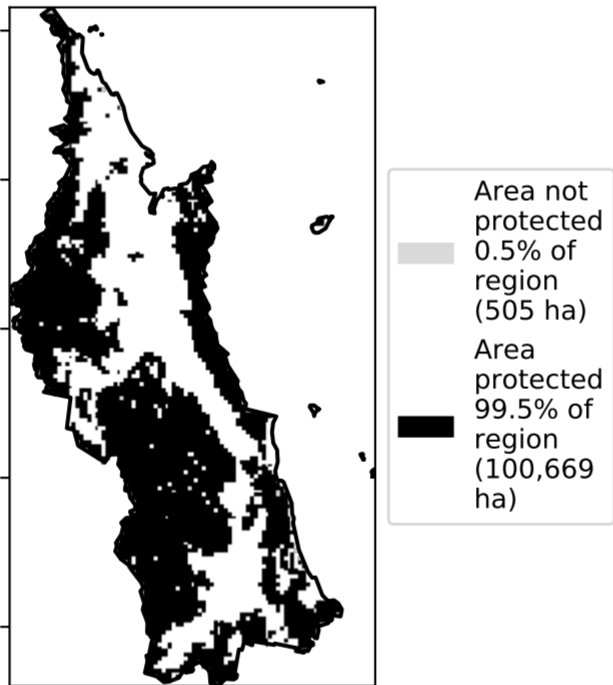 Area not
protected
0.5% of
region
(505 ha)
Area
protected
99.5% of
region
(100,669
ha)